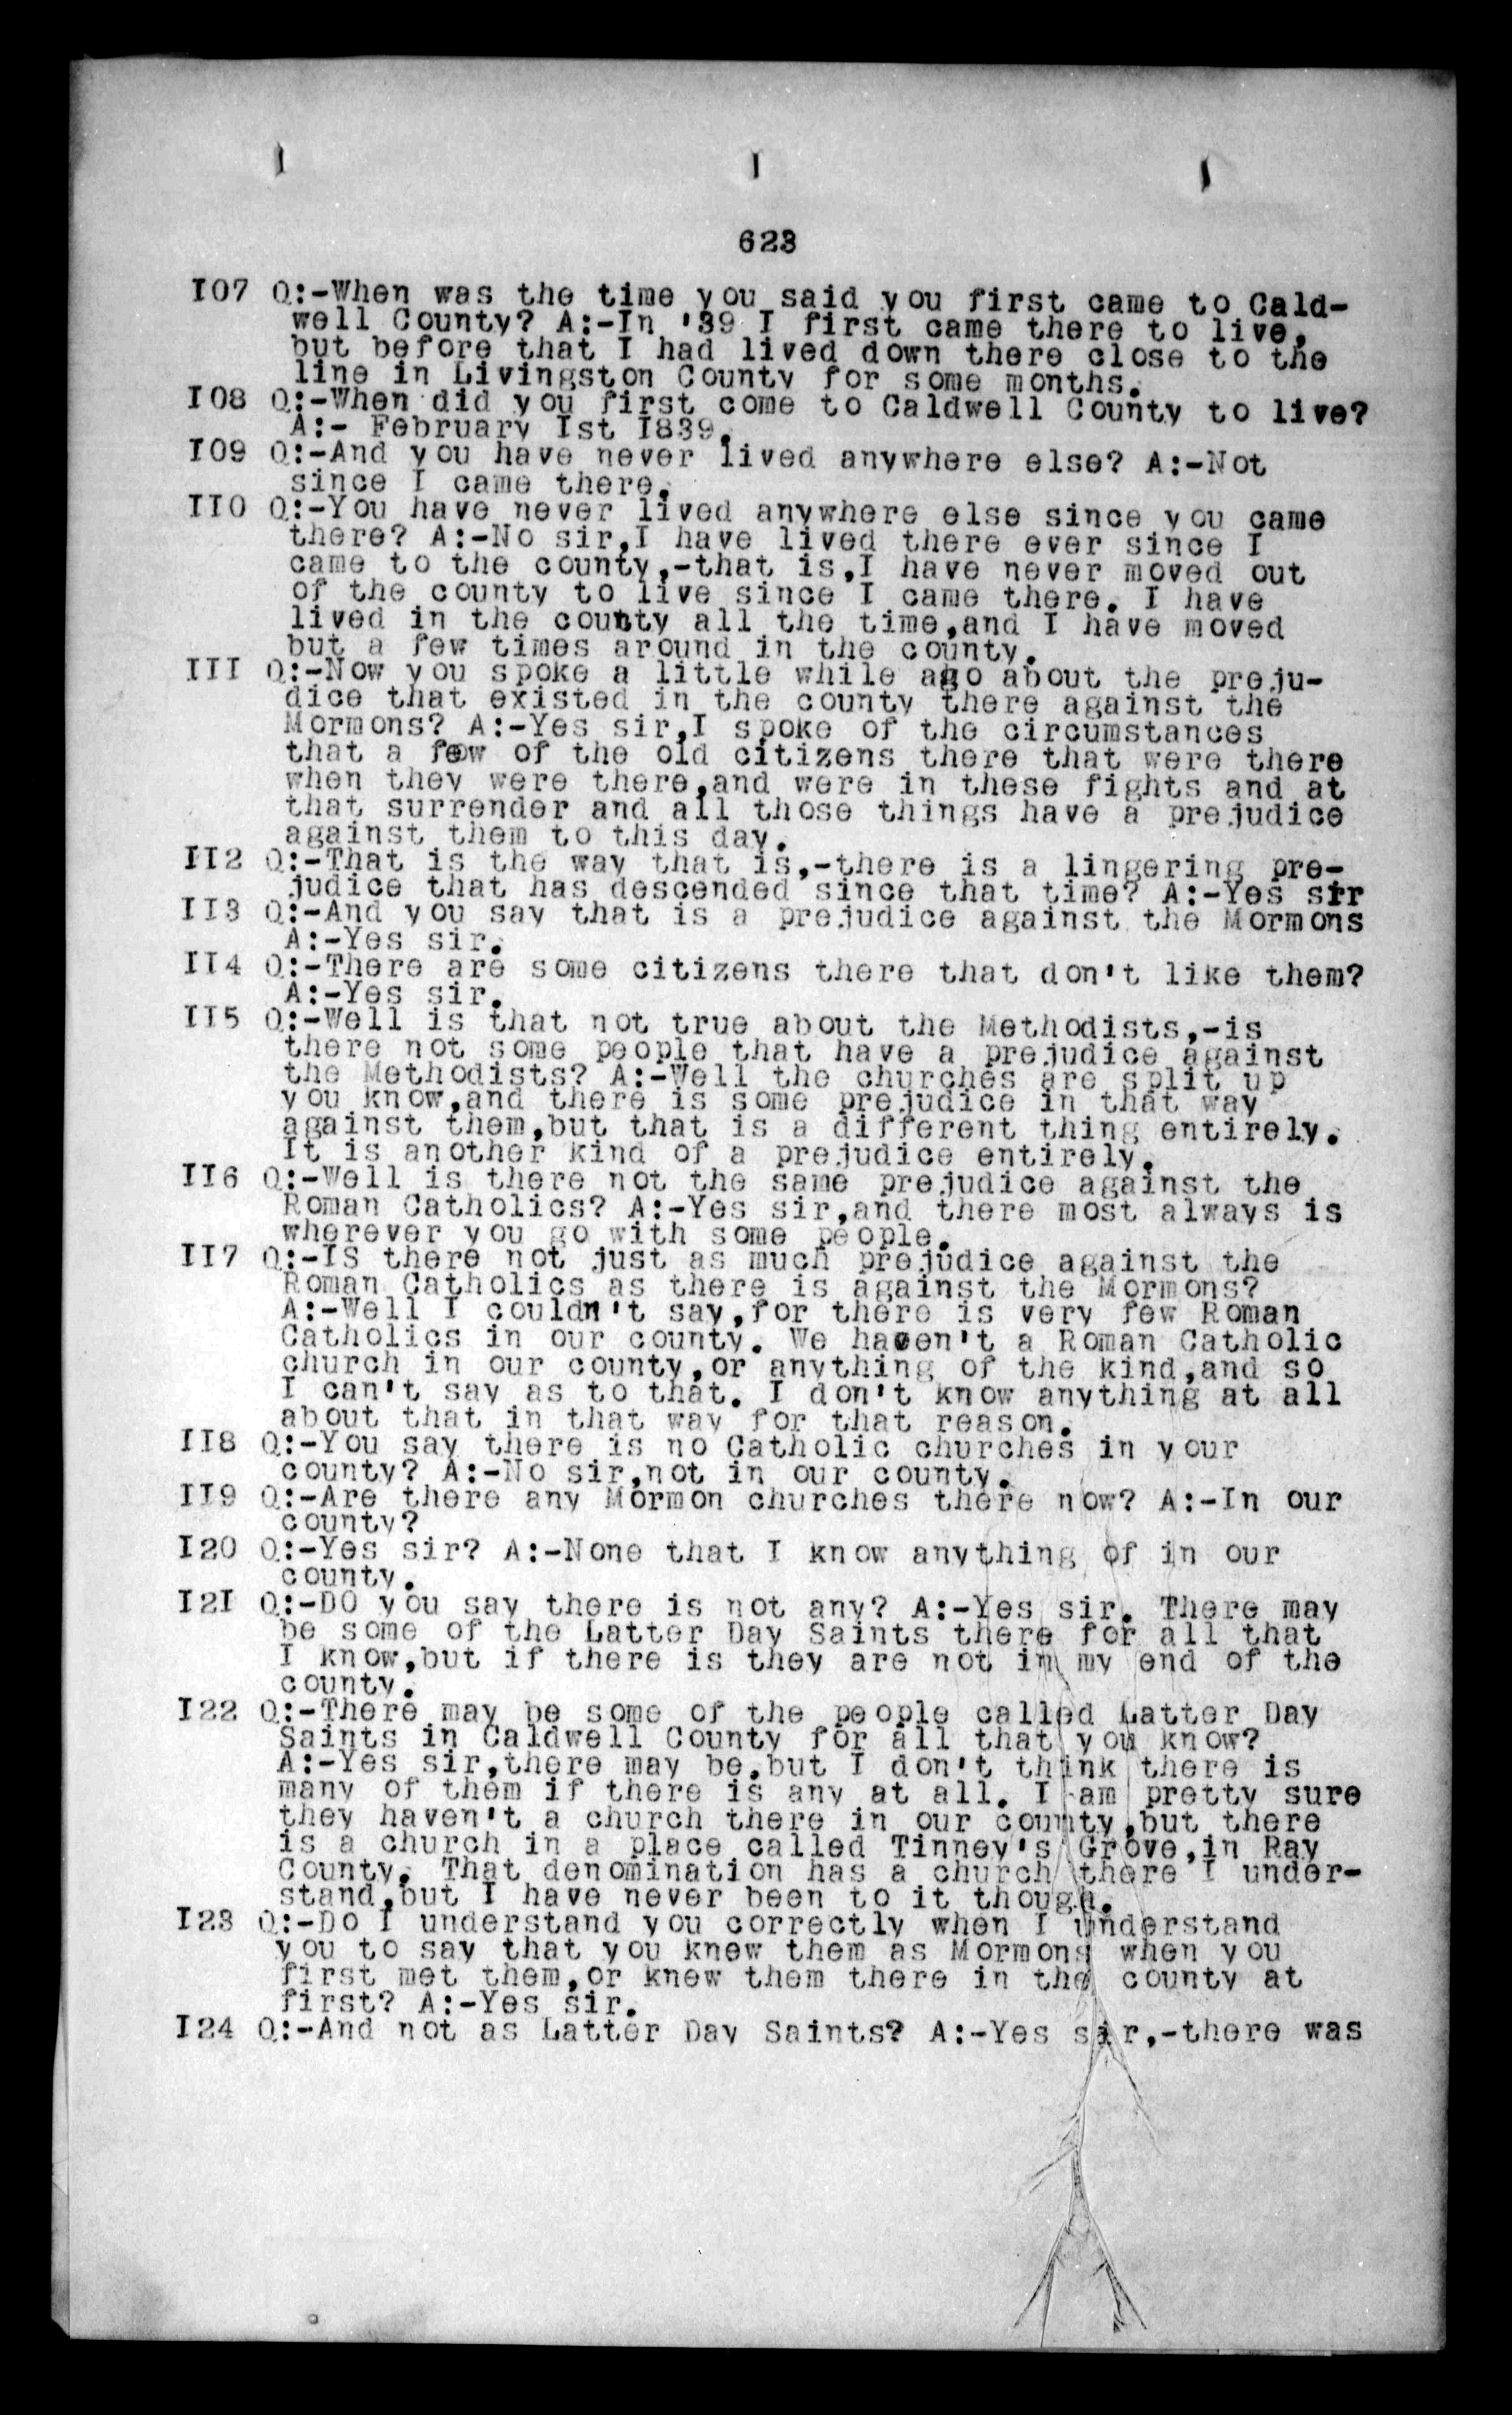 623
I07 Q:-When was the time you said you first came to Cald-
well County? A:-In '39 I first came there to live,
but before that I had lived down there close to the
line in Livingston County for some months.
I08 Q:-When did you first come to Caldwell County to live?
A:- February Ist I839.
I09 Q:-And you have never lived anywhere else? A:-Not
since I came there.
II0 Q:-You have never lived anywhere else since you came
there? A:-No sir,I have lived there ever since I
came to the county,-that is,I have never moved out
of the county to live since I came there. I have
lived in the county all the time,and I have moved
but a few times around in the county.
III Q:-Now you spoke a little while ago about the preju-
dice that existed in the county there against the
Mormons? A:-Yes sir,I spoke of the circumstances
that a few of the old citizens there that were there
when they were there,and were in these fights and at
that surrender and all those things have a prejudice
against them to this day.
II2 Q:-That is the way that is,-there is a lingering pre-
judice that has descended since that time? A:-Yes sir
II3 Q:-And you say that is a prejudice against the Mormons
A:-Yes sir.
II4 Q:-There are some citizens there that don't like them?
A:-Yes sir.
II5 Q:-Well is that not true about the Methodists,-is
there not some people that have a prejudice against
the Methodists? A:-Well the churches are split up
you know,and there is some prejudice in that way
against them,but that is a different thing entirely.
It is another kind of a prejudice entirely.
II6 Q:-Well is there not the same prejudice against the
Roman Catholics? A:-Yes sir,and there most always is
wherever you go with some people.
II7 Q:-IS there not just as much prejudice against the
Roman Catholics as there is against the Mormons?
A:-Well I couldn't say,for there is very few Roman
Catholics in our county. We haven't a Roman Catholic
church in our county,or anything of the kind,and so
I can't say as to that. I don't know anything at all
about that in that way for that reason.
II8 Q:-You say there is no Catholic churches in your
county? A:-No sir,not in our county.
II9 Q:-Are there any Mormon churches there now? A:-In our
county?
I20 Q:-Yes sir? A:-None that I know anything of in our
county.
I2I Q:-DO you say there is not any? A:-Yes sir. There may
be some of the Latter Day Saints there for all that
I know,but if there is they are not in my end of the
county.
I22 Q:-There may be some of the people called Latter Day
Saints in Caldwell County for all that you know?
A:-Yes sir,there may be,but I don't think there is
many of them if there is any at all. I am pretty sure
they haven't a church there in our county,but there
is a church in a place called Tinney's Grove,in Ray
County. That denomination has a church there I under-
stand,but I have never been to it though.
I23 Q:-Do I understand you correctly when I understand
you to say that you knew them as Mormons when you
first met them,or knew them there in the county at
first? A:-Yes sir.
I24 Q:-And not as Latter Day Saints? A:-Yes sir,-there was